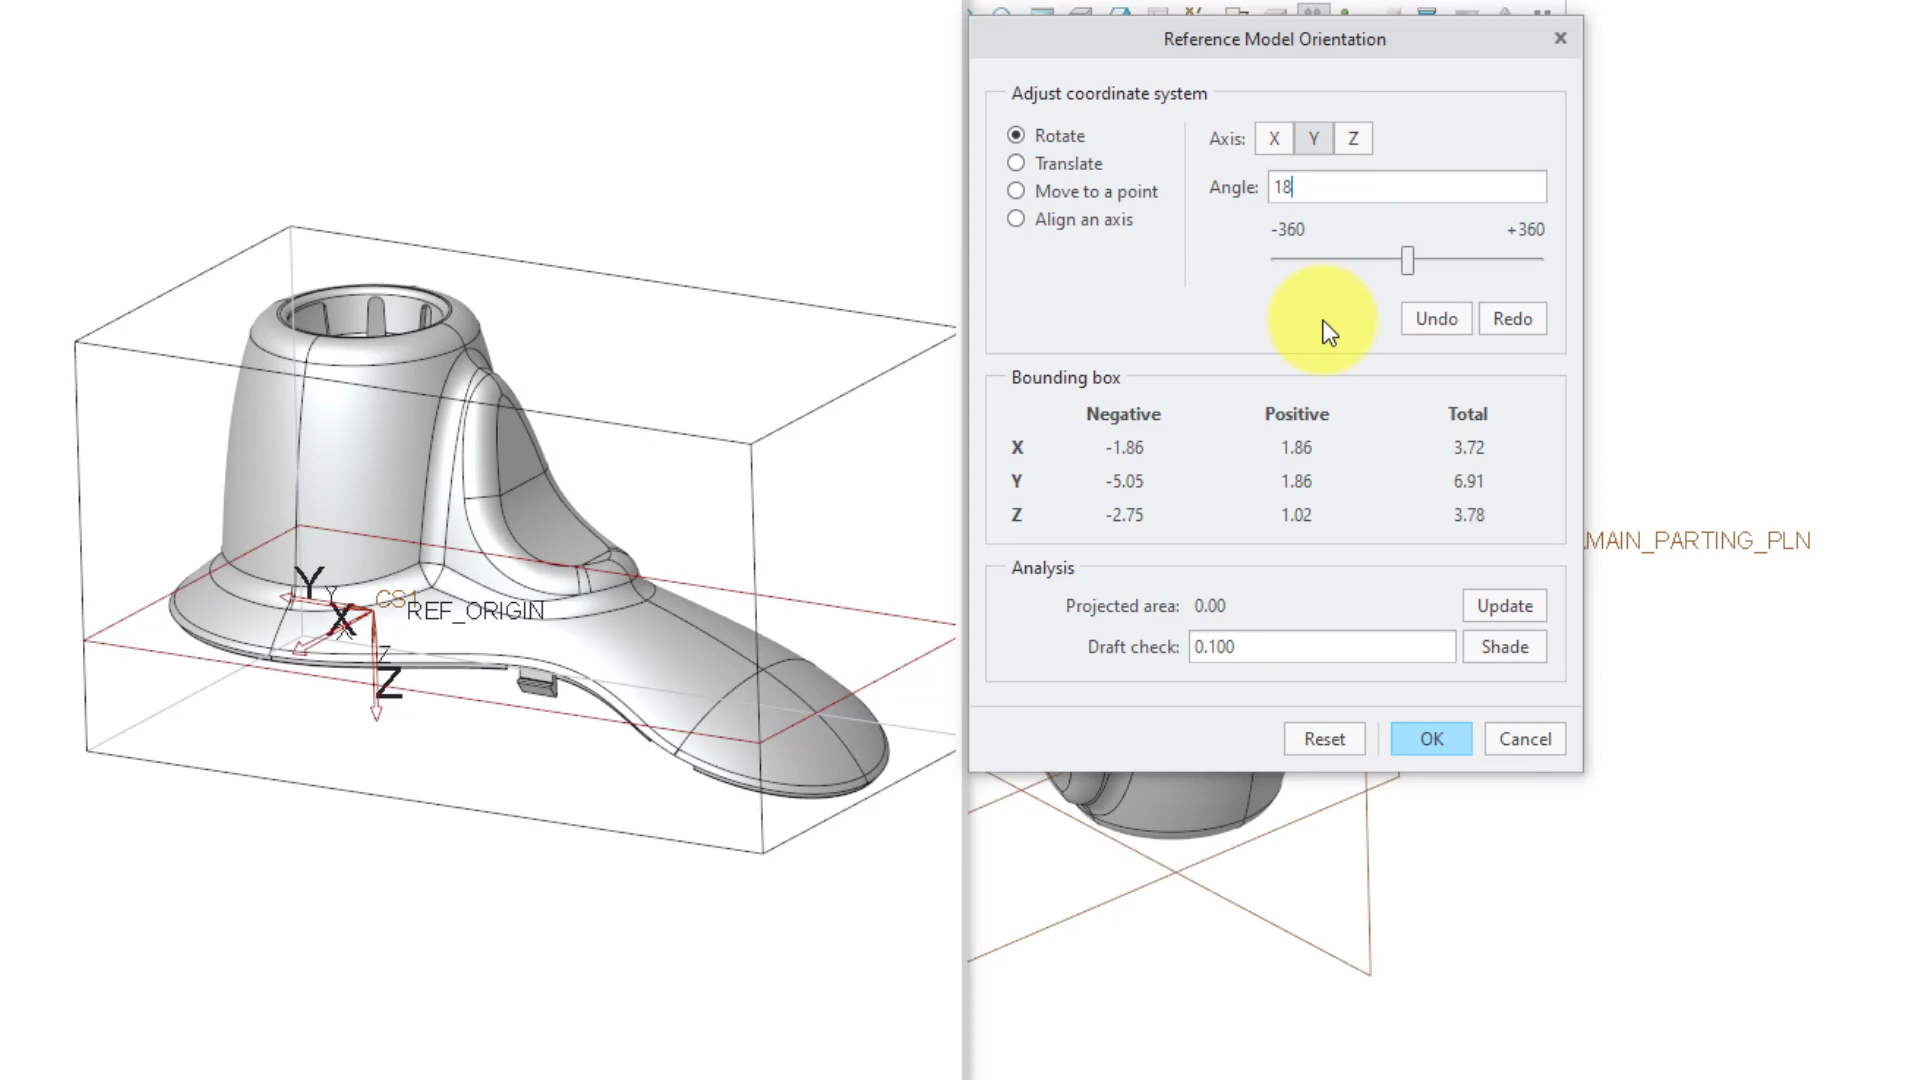 Reference Model Orientation
Adjust coordinate system
Rotate
Translate
Move to a point
Align an axis
Axis: X Y Z
Angle: 18
-360 +360
Undo Redo
Bounding box
Negative Positive Total
X -1.86 1.86 3.72
Y -5.05 1.86 6.91
Z -2.75 1.02 3.78
Analysis
Projected area: 0.00 Update
Draft check: 0.100 Shade
Reset OK Cancel
MAIN_PARTING_PLN
Y
Y
CS1
X
REF_ORIGIN
Z
Z